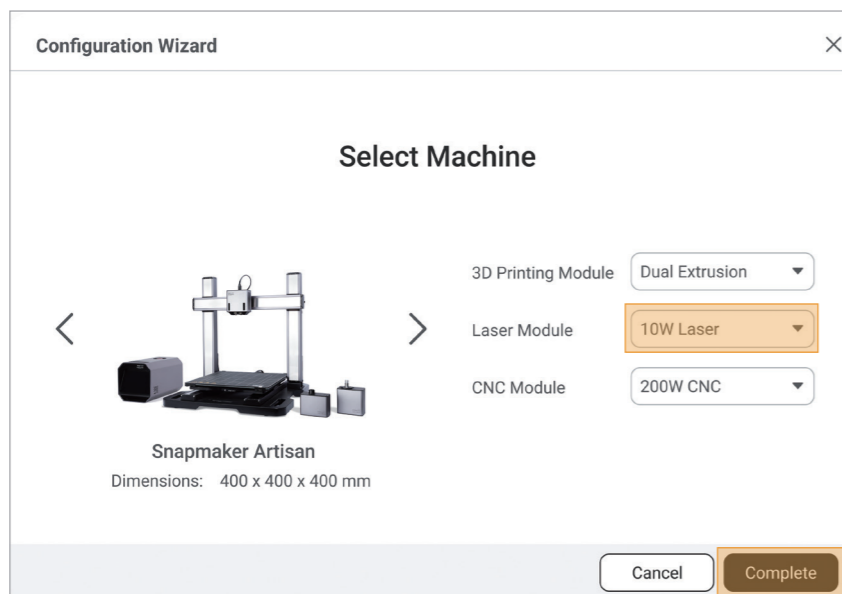 Configuration Wizard
Select Machine
3D Printing Module Dual Extrusion
Laser Module 10W Laser
CNC Module 200W CNC
Snapmaker Artisan
Dimensions: 400 x 400 x 400 mm
Cancel Complete